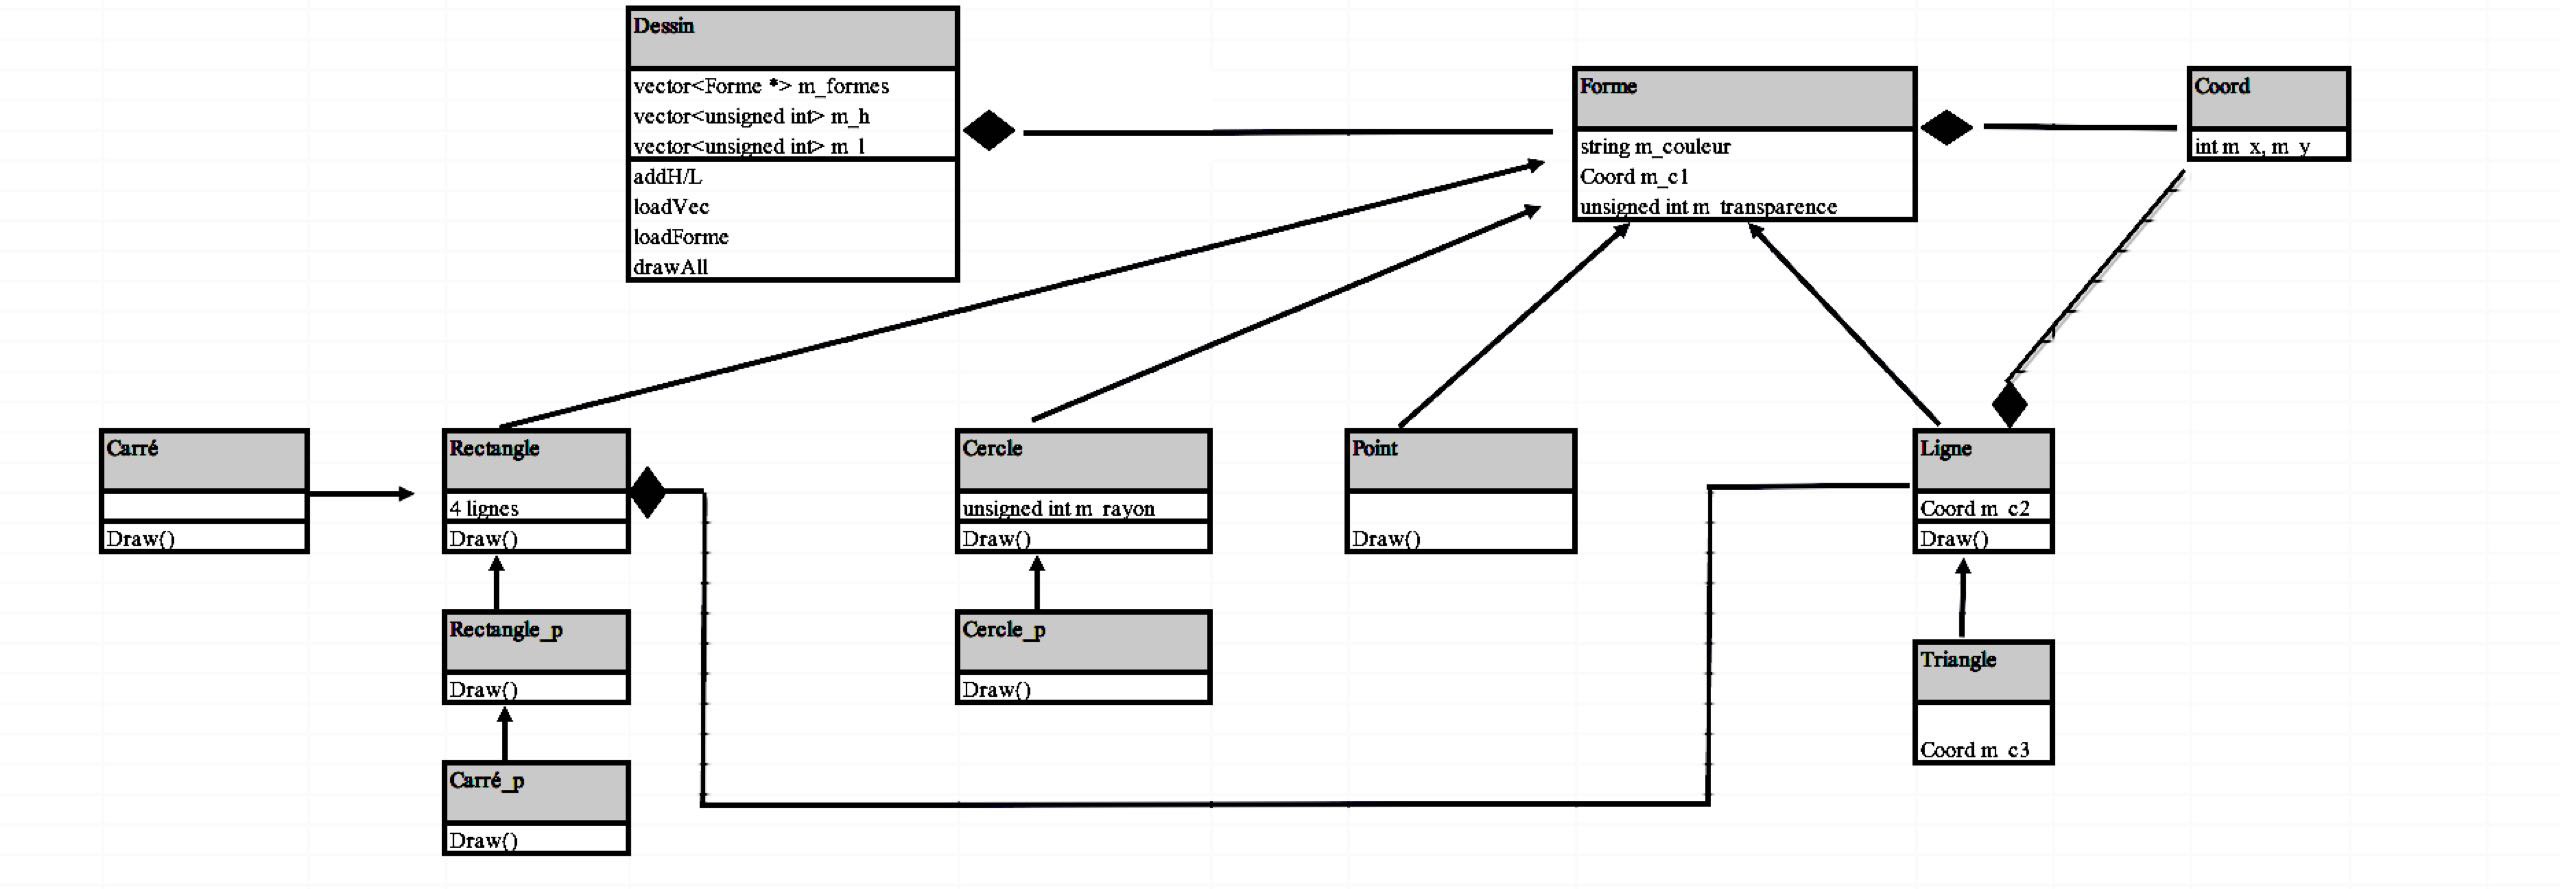 Dessin
vector<Forme *> m_formes
vector<unsigned int> m_h
vector<unsigned int> m_l
addH/L
loadVec
loadForme
drawAll
Forme
string m_couleur
Coord m_c1
unsigned int m_transparence
Coord
int m_x, m_y
Carré
Draw()
Rectangle
4 lignes
Draw()
Cercle
unsigned int m_rayon
Draw()
Point
Draw()
Ligne
Coord m_c2
Draw()
Rectangle_p
Draw()
Cercle_p
Draw()
Triangle
Coord m_c3
Carré_p
Draw()